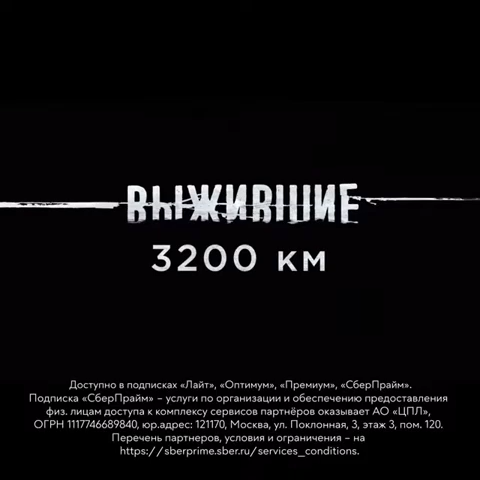 ВЫЖИВШИЕ
3200 КМ
Доступно в подписках «Лайт», «Оптимум», «Премиум», «СберПрайм».
Подписка «СберПрайм» – услуги по организации и обеспечению предоставления
физ. лицам доступа к комплексу сервисов партнёров оказывает АО «ЦПЛ»,
ОГРН 1117746689840, юр.адрес: 121170, Москва, ул. Поклонная, 3, этаж 3, пом. 120.
Перечень партнеров, условия и ограничения – на
https://sberprime.sber.ru/services_conditions.